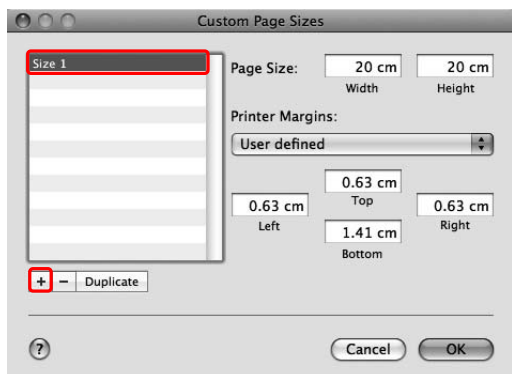 Custom Page Sizes
Size 1
Page Size: 20 cm 20 cm
Width Height
Printer Margins:
User defined
0.63 cm
Top
0.63 cm 0.63 cm
Left Right
1.41 cm
Bottom
+ − Duplicate
? Cancel OK